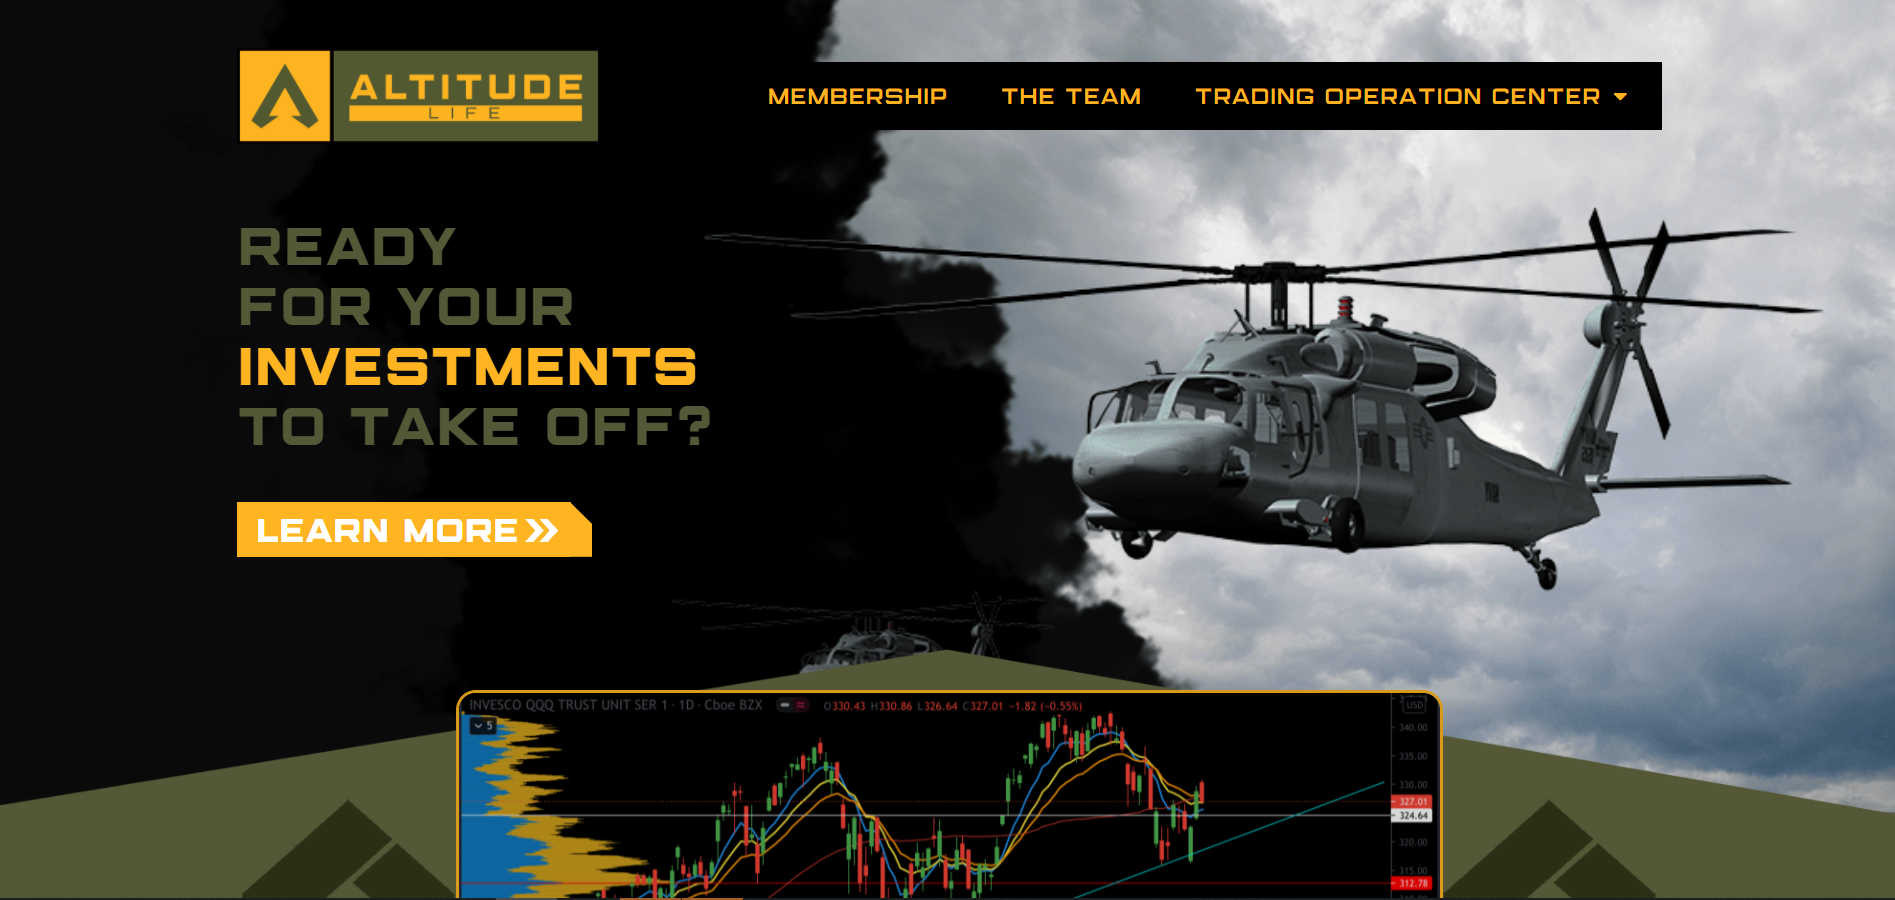 ALTITUDE
LIFE
MEMBERSHIP THE TEAM TRADING OPERATION CENTER
READY
FOR YOUR
INVESTMENTS
TO TAKE OFF?
LEARN MORE
INVESCO QQQ TRUST UNIT SER 1 · 1D · Cboe BZX O330.43 H330.86 L326.64 C327.01 −1.82 (−0.55%)
USD
5
340.00
335.00
330.00
327.01
324.64
320.00
315.00
312.78